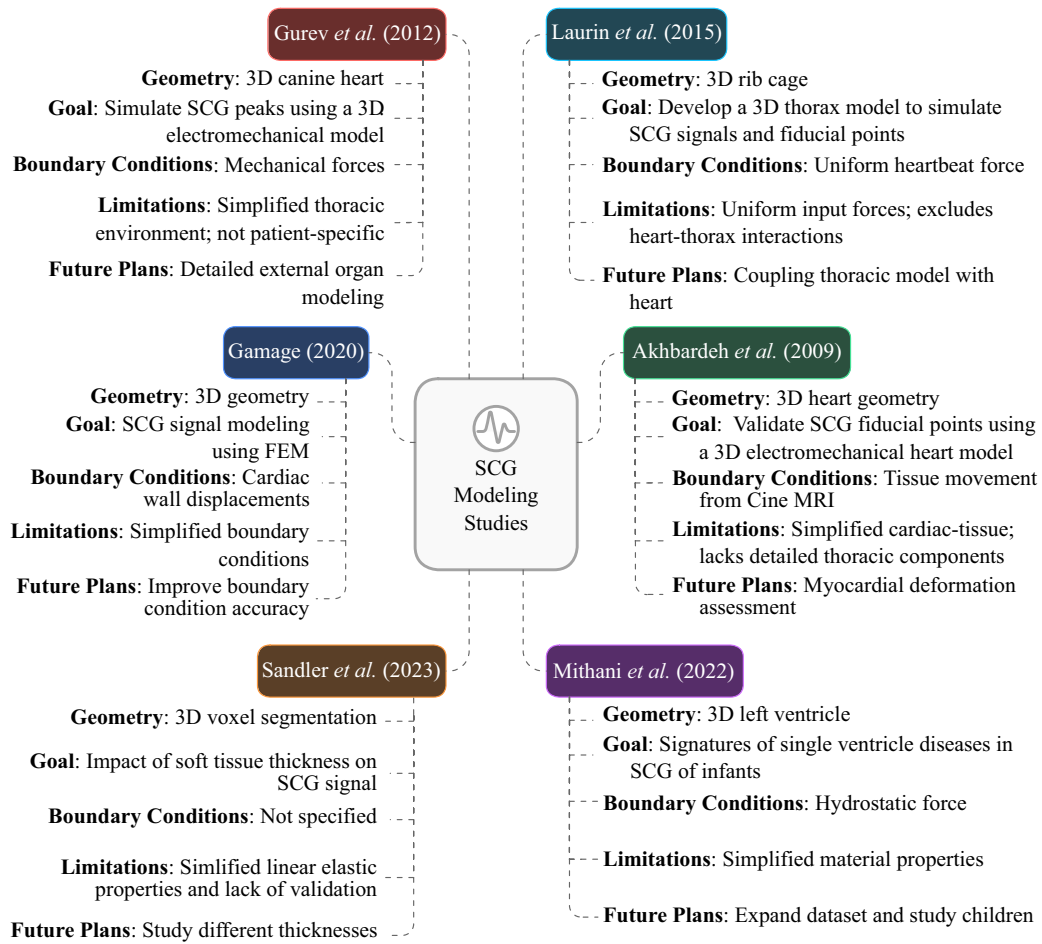 Gurev et al. (2012)
Geometry: 3D canine heart
Goal: Simulate SCG peaks using a 3D
electromechanical model
Boundary Conditions: Mechanical forces
Limitations: Simplified thoracic
environment; not patient-specific
Future Plans: Detailed external organ
modeling
Laurin et al. (2015)
Geometry: 3D rib cage
Goal: Develop a 3D thorax model to simulate
SCG signals and fiducial points
Boundary Conditions: Uniform heartbeat force
Limitations: Uniform input forces; excludes
heart-thorax interactions
Future Plans: Coupling thoracic model with
heart
Gamage (2020)
Geometry: 3D geometry
Goal: SCG signal modeling
using FEM
Boundary Conditions: Cardiac
wall displacements
Limitations: Simplified boundary
conditions
Future Plans: Improve boundary
condition accuracy
SCG
Modeling
Studies
Akhbardeh et al. (2009)
Geometry: 3D heart geometry
Goal: Validate SCG fiducial points using
a 3D electromechanical heart model
Boundary Conditions: Tissue movement
from Cine MRI
Limitations: Simplified cardiac-tissue;
lacks detailed thoracic components
Future Plans: Myocardial deformation
assessment
Sandler et al. (2023)
Geometry: 3D voxel segmentation
Goal: Impact of soft tissue thickness on
SCG signal
Boundary Conditions: Not specified
Limitations: Simlified linear elastic
properties and lack of validation
Future Plans: Study different thicknesses
Mithani et al. (2022)
Geometry: 3D left ventricle
Goal: Signatures of single ventricle diseases in
SCG of infants
Boundary Conditions: Hydrostatic force
Limitations: Simplified material properties
Future Plans: Expand dataset and study children